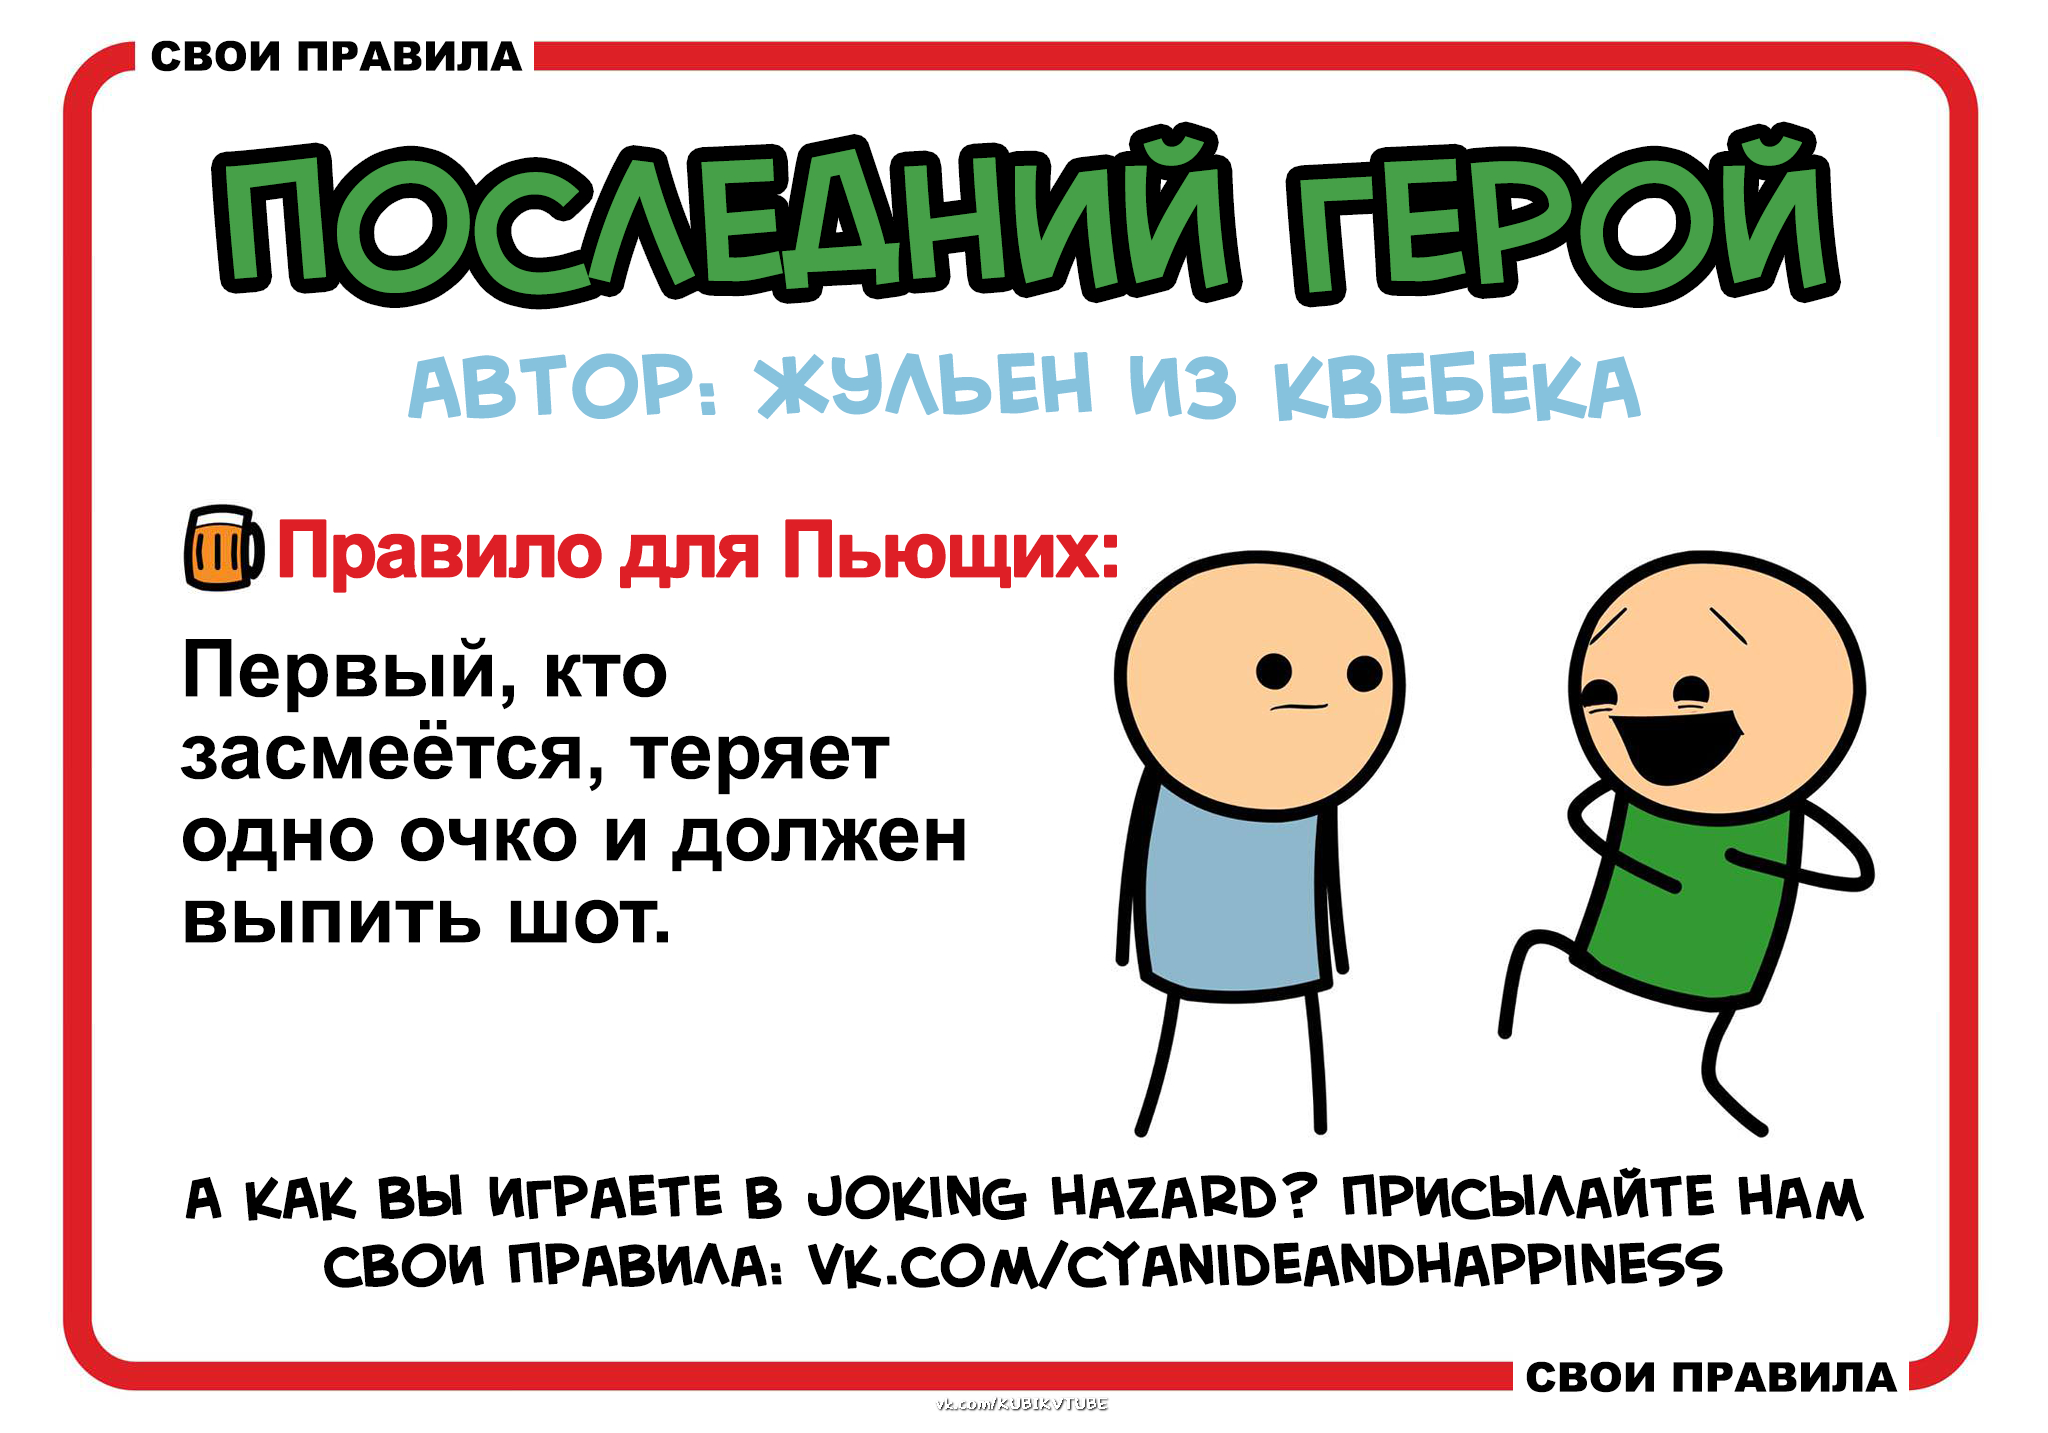 СВОИ ПРАВИЛА
ПОСЛЕДНИЙ ГЕРОЙ
АВТОР: ЖУЛЬЕН ИЗ КВЕБЕКА
Правило для Пьющих:
Первый, кто
засмеётся, теряет
одно очко и должен
выпить шот.
А КАК ВЫ ИГРАЕТЕ В JOKING HAZARD? ПРИСЫЛАЙТЕ НАМ
СВОИ ПРАВИЛА: VK.COM/CYANIDEANDHAPPINESS
СВОИ ПРАВИЛА
vk.com/KUBIKVTUBE